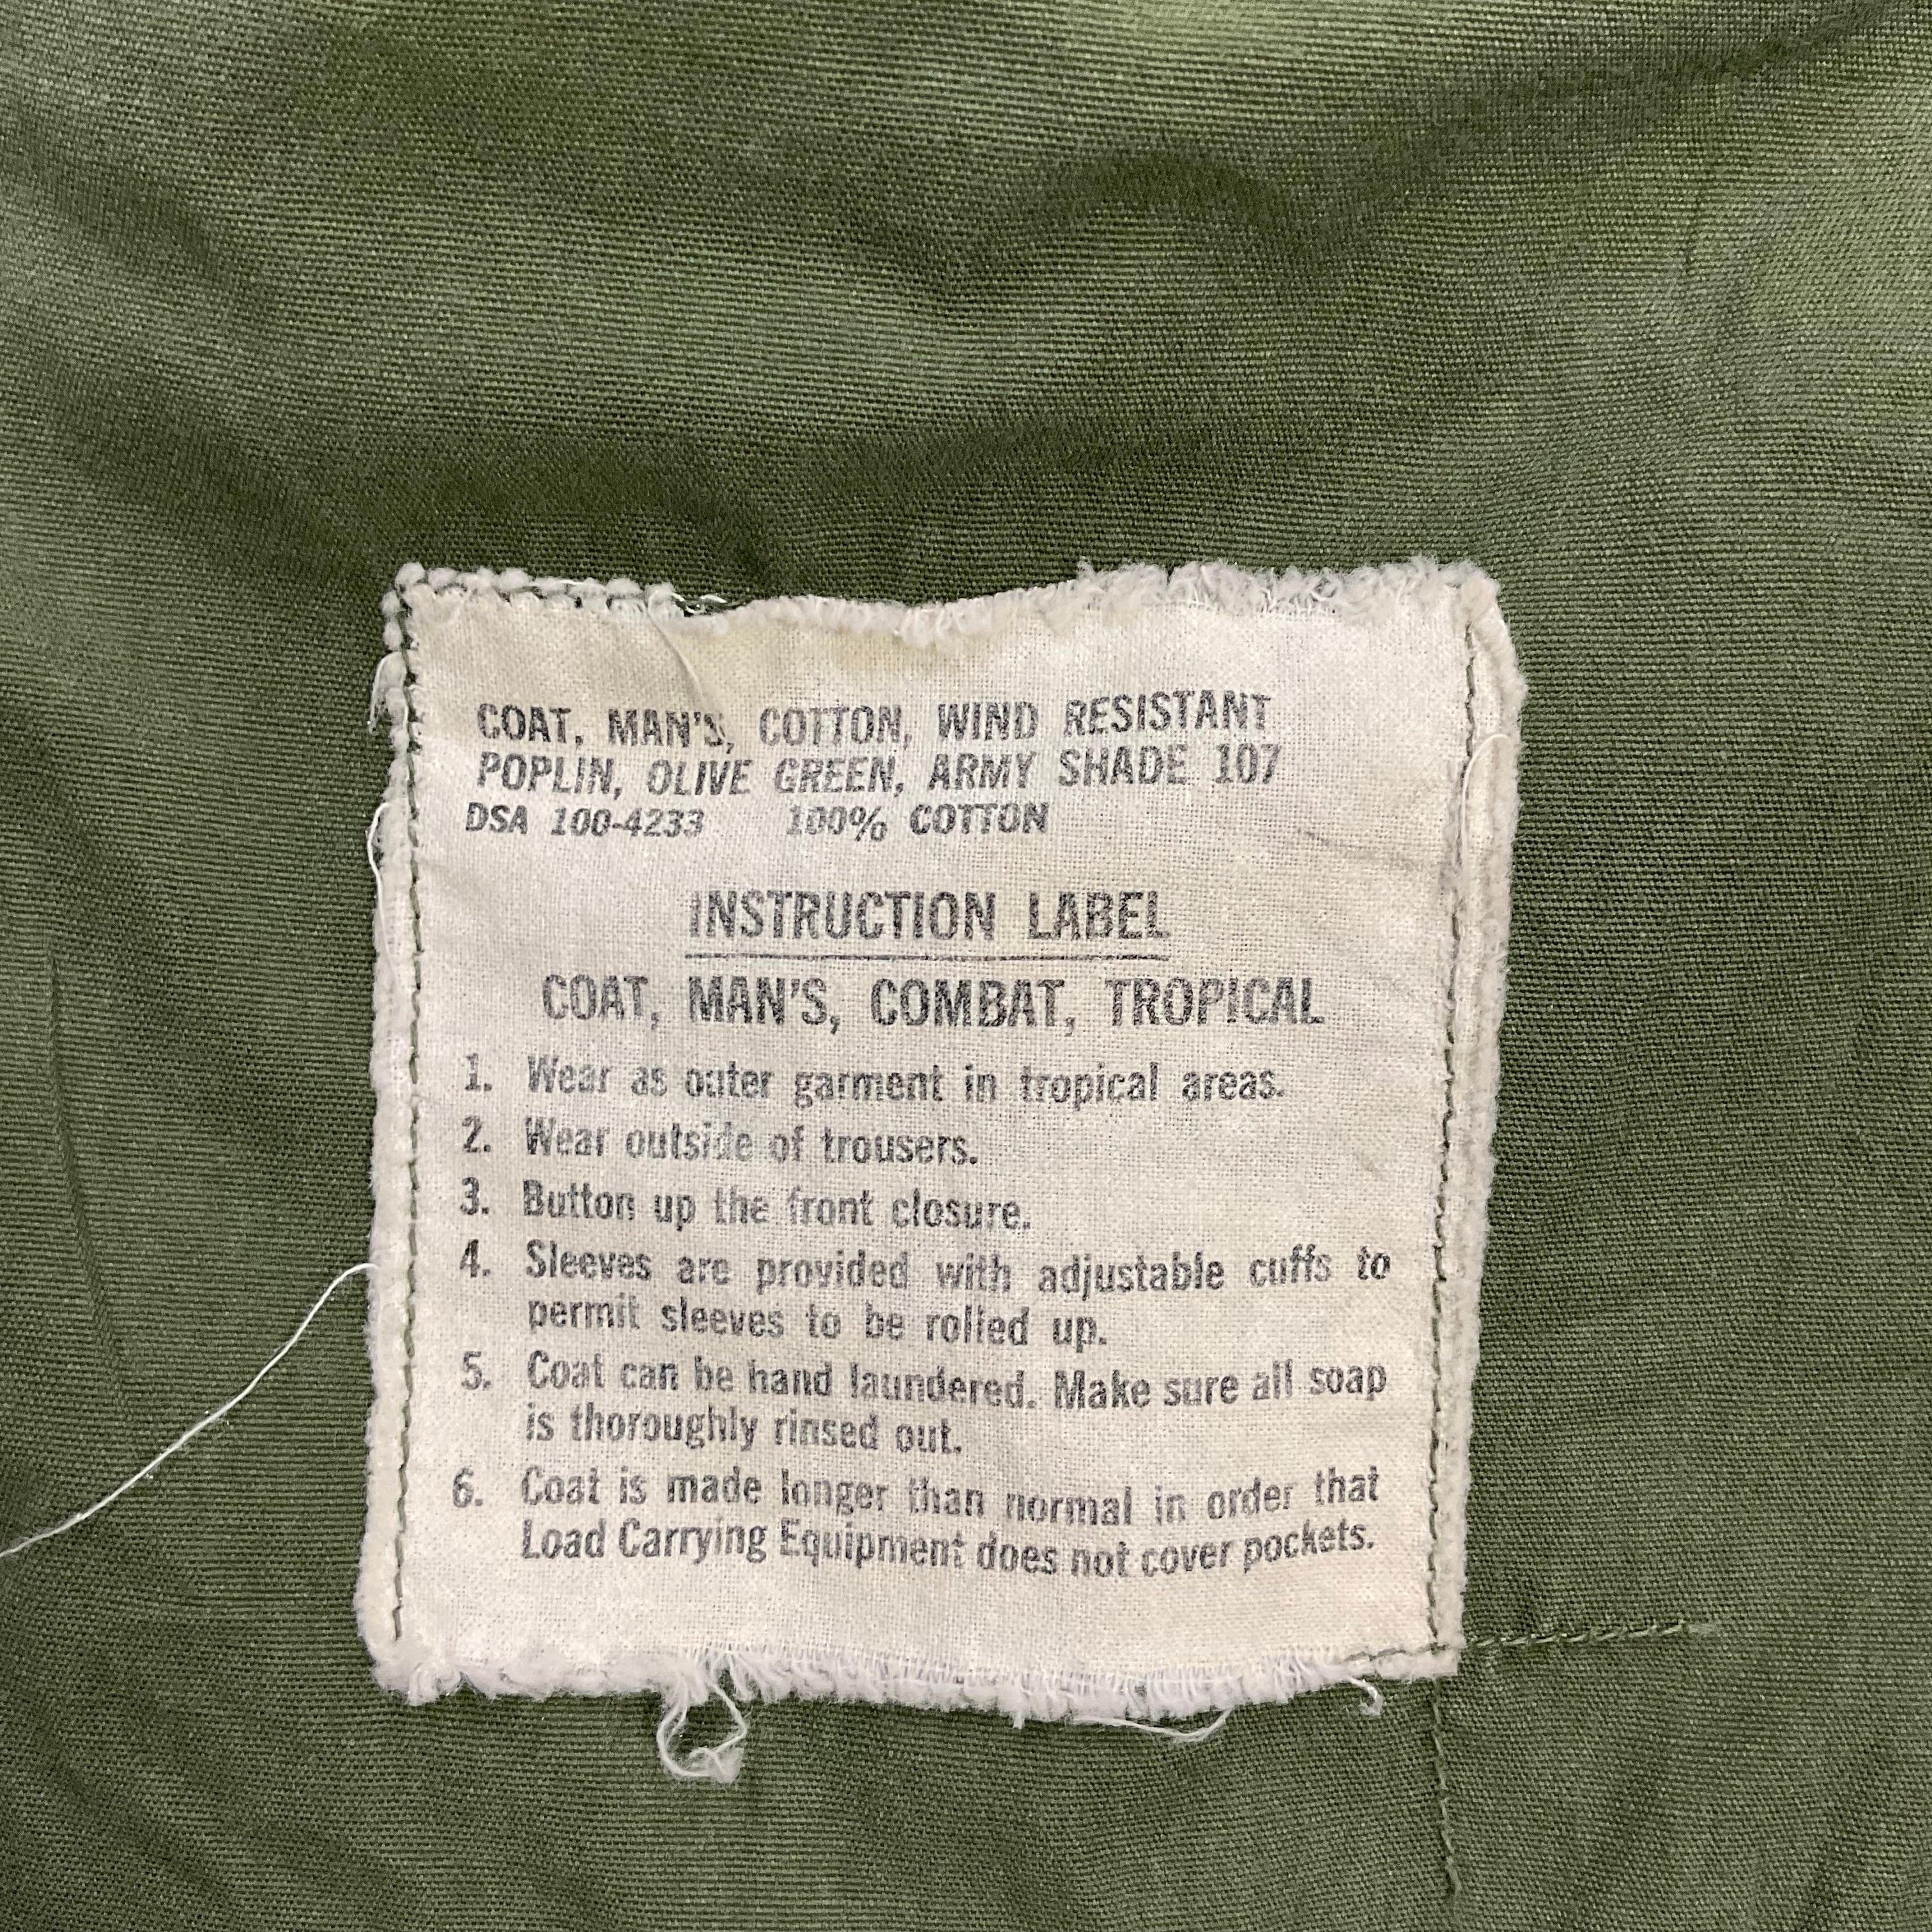 COAT, MAN'S, COTTON, WIND RESISTANT
POPLIN, OLIVE GREEN, ARMY SHADE 107
DSA 100-4233 100% COTTON
INSTRUCTION LABEL
COAT, MAN'S, COMBAT, TROPICAL
1. Wear as outer garment in tropical areas.
2. Wear outside of trousers.
3. Button up the front closure.
4. Sleeves are provided with adjustable cuffs to
permit sleeves to be rolled up.
5. Coat can be hand laundered. Make sure all soap
is thoroughly rinsed out.
6. Coat is made longer than normal in order that
Load Carrying Equipment does not cover pockets.